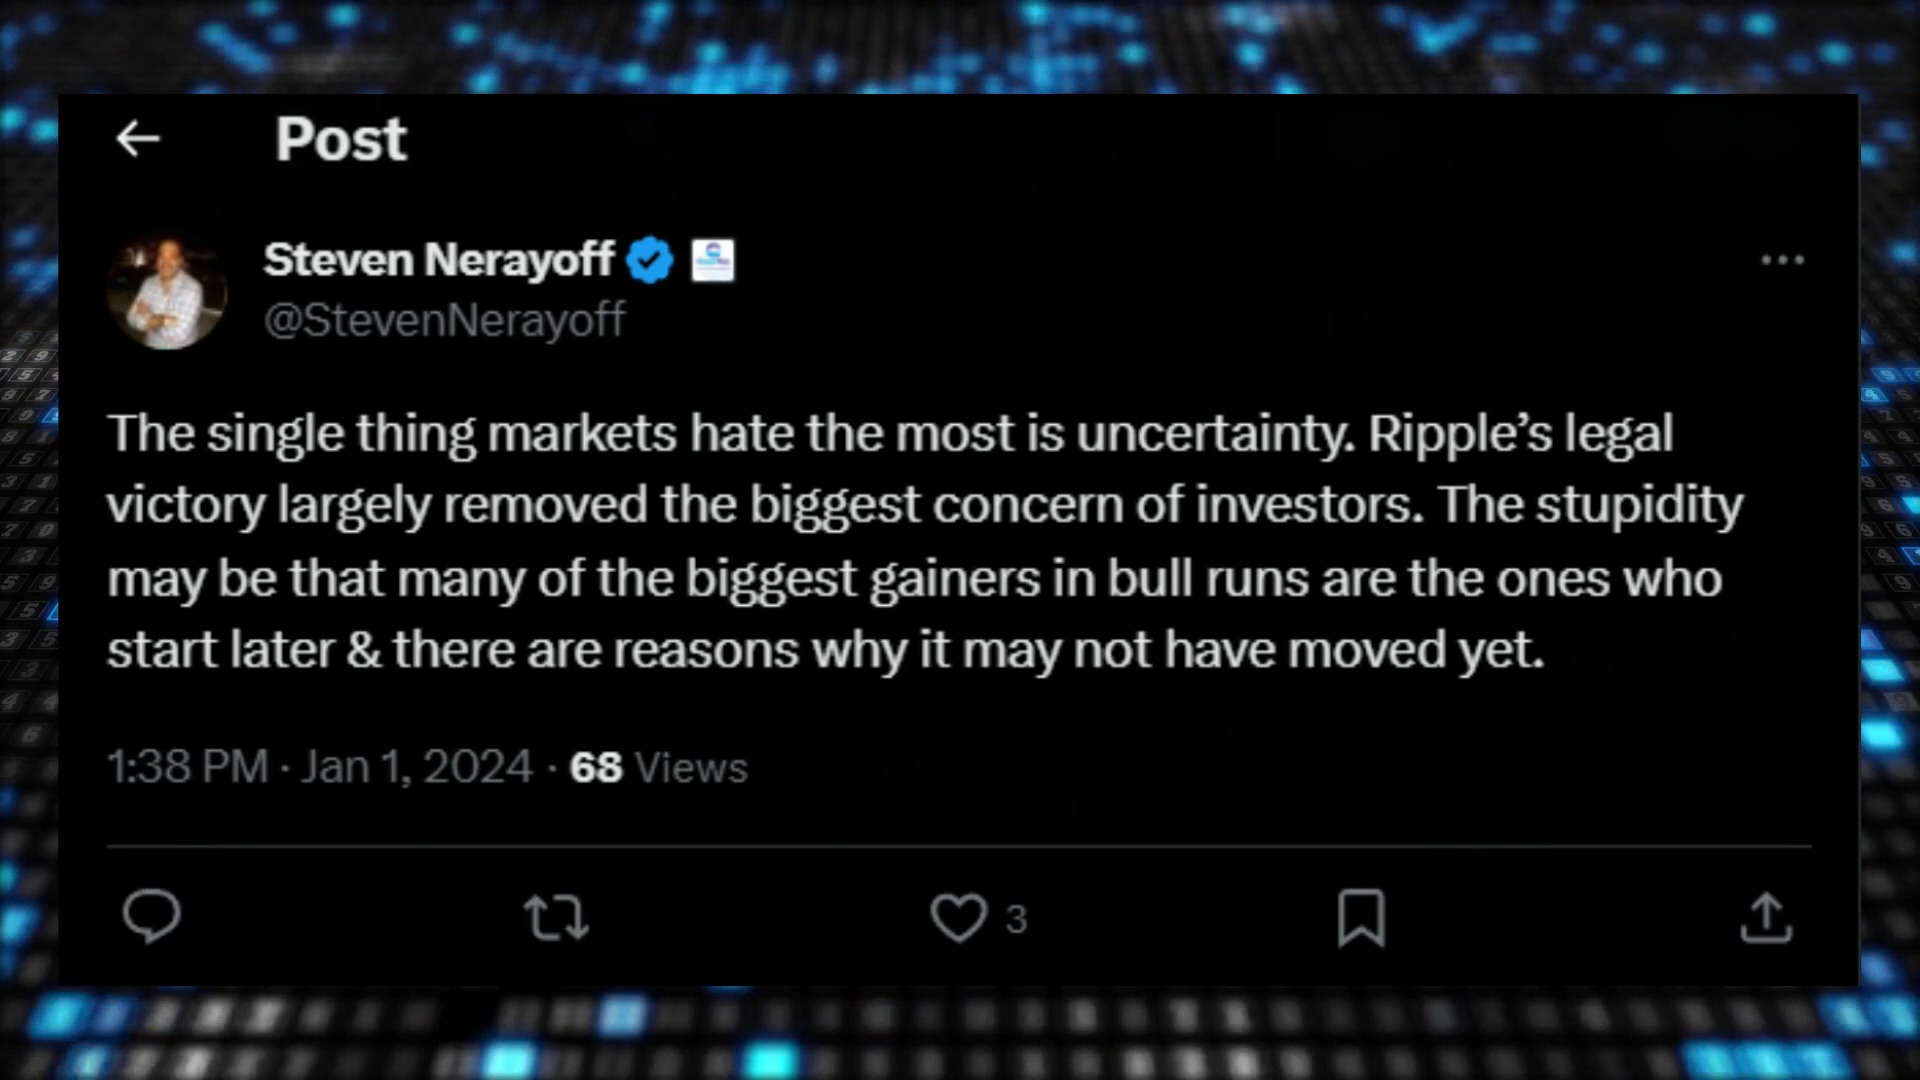 Post
Steven Nerayoff
@StevenNerayoff
The single thing markets hate the most is uncertainty. Ripple’s legal
victory largely removed the biggest concern of investors. The stupidity
may be that many of the biggest gainers in bull runs are the ones who
start later & there are reasons why it may not have moved yet.
1:38 PM · Jan 1, 2024 · 68 Views
3